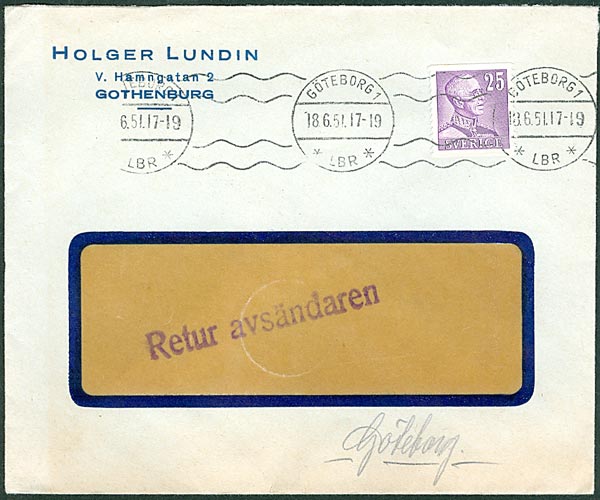 HOLGER LUNDIN
V. Hamngatan 2
GOTHENBURG
6.51.17-19
LBR *
GÖTEBORG 1
18.6.51.17-19
* LBR *
25
SVERIGE
GÖTEBORG 1
18.6.51.17-19
* LBR *
Retur avsändaren
Göteborg.